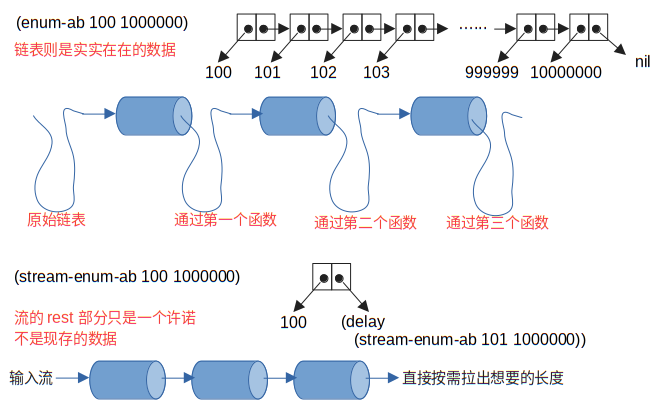 (enum-ab 100 1000000)
链表则是实实在在的数据
100 101 102 103 ...... 999999 10000000 nil
原始链表 通过第一个函数 通过第二个函数 通过第三个函数
(stream-enum-ab 100 1000000)
流的 rest 部分只是一个许诺
不是现存的数据
100 (delay
(stream-enum-ab 101 1000000))
输入流 直接按需拉出想要的长度